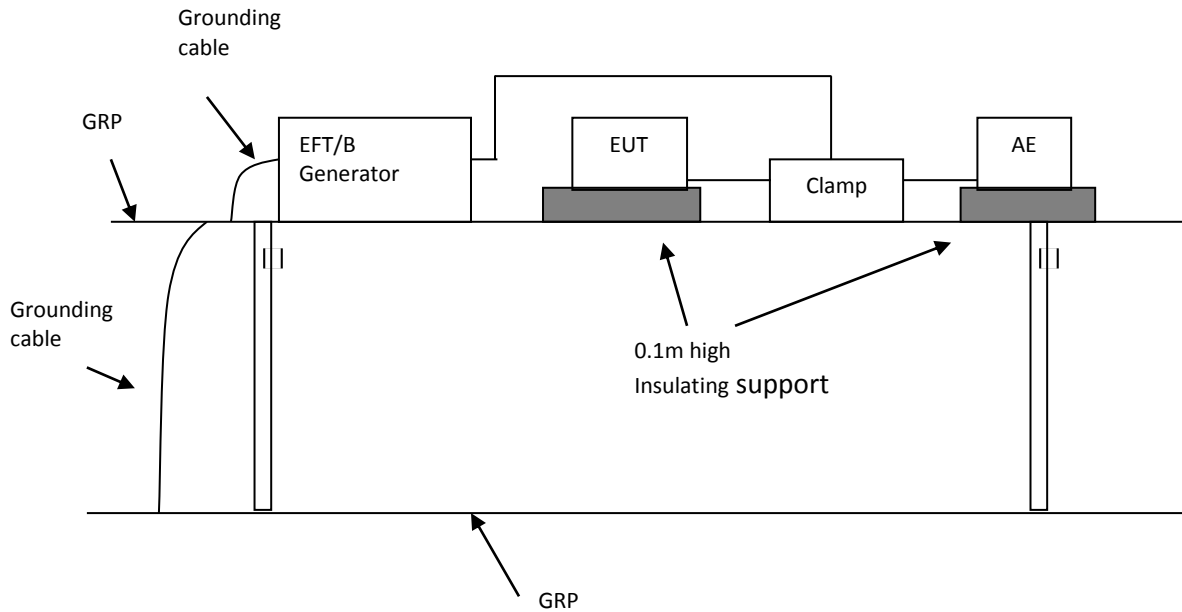 Grounding
cable
GRP
EFT/B
Generator
EUT
Clamp
AE
Grounding
cable
0.1m high
Insulating support
GRP